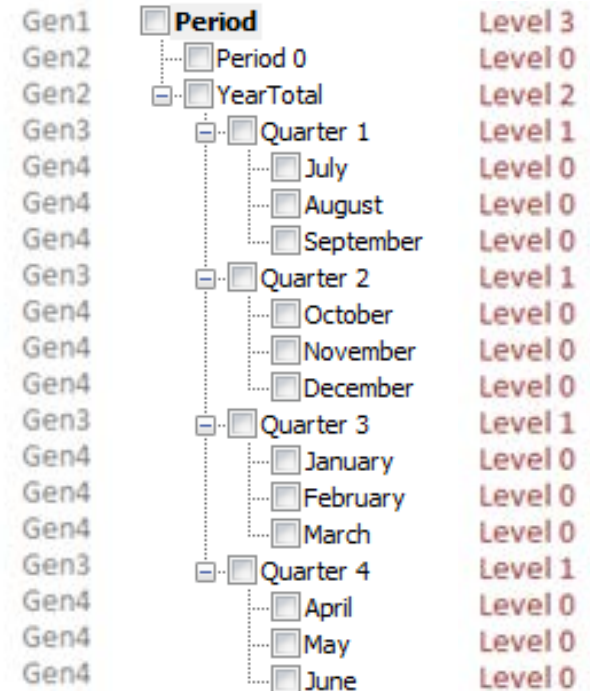 Gen1 Period Level 3
Gen2 Period 0 Level 0
Gen2 YearTotal Level 2
Gen3 Quarter 1 Level 1
Gen4 July Level 0
Gen4 August Level 0
Gen4 September Level 0
Gen3 Quarter 2 Level 1
Gen4 October Level 0
Gen4 November Level 0
Gen4 December Level 0
Gen3 Quarter 3 Level 1
Gen4 January Level 0
Gen4 February Level 0
Gen4 March Level 0
Gen3 Quarter 4 Level 1
Gen4 April Level 0
Gen4 May Level 0
Gen4 June Level 0